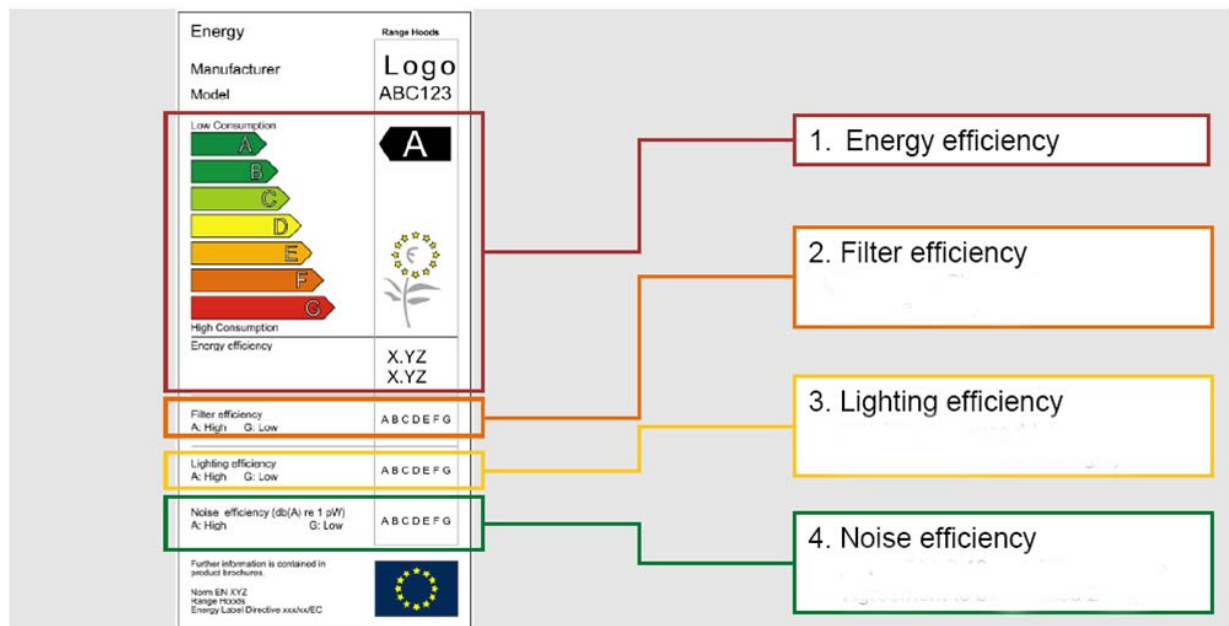 Energy
Range Hoods
Manufacturer
Logo
Model
ABC123
Low Consumption
A
A
B
C
D
E
F
G
High Consumption
Energy efficiency
X.YZ
X.YZ
Filter efficiency
A: High G: Low
A B C D E F G
Lighting efficiency
A: High G: Low
A B C D E F G
Noise efficiency (db(A) re 1 pW)
A: High G: Low
A B C D E F G
Further information is contained in
product brochures.
Norm EN XYZ
Range Hoods
Energy Label Directive xxx/xx/EC
1. Energy efficiency
2. Filter efficiency
3. Lighting efficiency
4. Noise efficiency